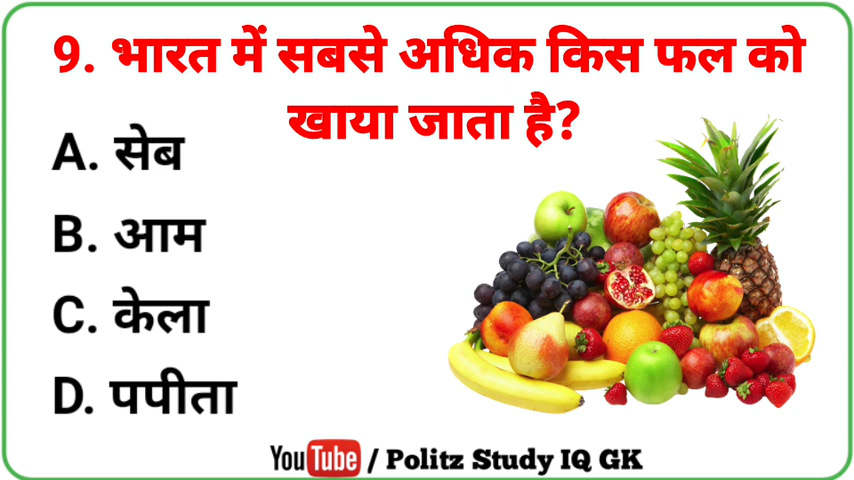 9. भारत में सबसे अधिक किस फल को
खाया जाता है?
A. सेब
B. आम
C. केला
D. पपीता
YouTube / Politz Study IQ GK